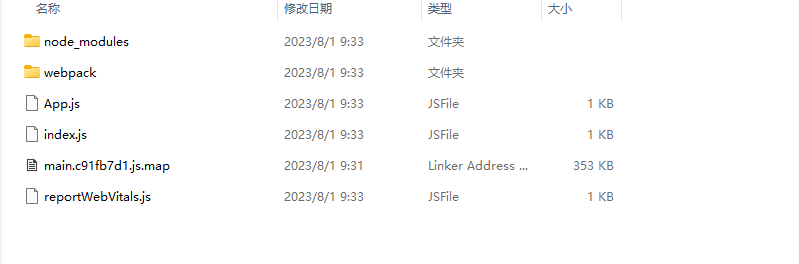 名称 修改日期 类型 大小
node_modules 2023/8/1 9:33 文件夹
webpack 2023/8/1 9:33 文件夹
App.js 2023/8/1 9:33 JSFile 1 KB
index.js 2023/8/1 9:33 JSFile 1 KB
main.c91fb7d1.js.map 2023/8/1 9:31 Linker Address ... 353 KB
reportWebVitals.js 2023/8/1 9:33 JSFile 1 KB